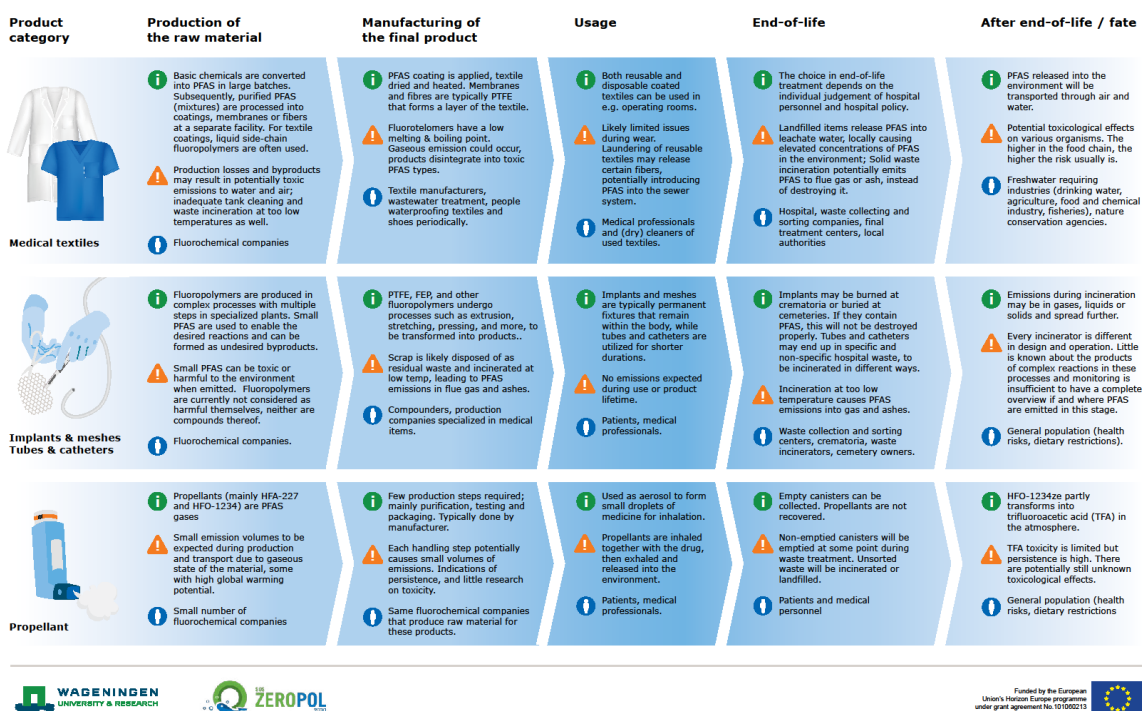 Product
category
Production of
the raw material
Manufacturing of
the final product
Usage
End-of-life
After end-of-life / fate
Medical textiles
Basic chemicals are converted
into PFAS in large batches.
Subsequently, purified PFAS
(mixtures) are processed into
coatings, membranes or fibers
at a separate facility. For textile
coatings, liquid side-chain
fluoropolymers are often used.
Production losses and byproducts
may result in potentially toxic
emissions to water and air;
inadequate tank cleaning and
waste incineration at too low
temperatures as well.
Fluorochemical companies
PFAS coating is applied, textile
dried and heated. Membranes
and fibres are typically PTFE
that forms a layer of the textile.
Fluorotelomers have a low
melting & boiling point.
Gaseous emission could occur,
products disintegrate into toxic
PFAS types.
Textile manufacturers,
wastewater treatment, people
waterproofing textiles and
shoes periodically.
Both reusable and
disposable coated
textiles can be used in
e.g. operating rooms.
Likely limited issues
during wear.
Laundering of reusable
textiles may release
certain fibers,
potentially introducing
PFAS into the sewer
system.
Medical professionals
and (dry) cleaners of
used textiles.
The choice in end-of-life
treatment depends on the
individual judgement of hospital
personnel and hospital policy.
Landfilled items release PFAS into
leachate water, locally causing
elevated concentrations of PFAS
in the environment; Solid waste
incineration potentially emits
PFAS to flue gas or ash, instead
of destroying it.
Hospital, waste collecting and
sorting companies, final
treatment centers, local
authorities
PFAS released into the
environment will be
transported through air and
water.
Potential toxicological effects
on various organisms. The
higher in the food chain, the
higher the risk usually is.
Freshwater requiring
industries (drinking water,
agriculture, food and chemical
industry, fisheries), nature
conservation agencies.
Implants & meshes
Tubes & catheters
Fluoropolymers are produced in
complex processes with multiple
steps in specialized plants. Small
PFAS are used to enable the
desired reactions and can be
formed as undesired byproducts.
Small PFAS can be toxic or
harmful to the environment
when emitted. Fluoropolymers
are currently not considered as
harmful themselves, neither are
compounds thereof.
Fluorochemical companies.
PTFE, FEP, and other
fluoropolymers undergo
processes such as extrusion,
stretching, pressing, and more, to
be transformed into products..
Scrap is likely disposed of as
residual waste and incinerated at
low temp, leading to PFAS
emissions in flue gas and ashes.
Compounders, production
companies specialized in medical
items.
Implants and meshes
are typically permanent
fixtures that remain
within the body, while
tubes and catheters are
utilized for shorter
durations.
No emissions expected
during use or product
lifetime.
Patients, medical
professionals.
Implants may be burned at
crematoria or buried at
cemeteries. If they contain
PFAS, this will not be destroyed
properly. Tubes and catheters
may end up in specific and
non-specific hospital waste, to
be incinerated in different ways.
Incineration at too low
temperature causes PFAS
emissions into gas and ashes.
Waste collection and sorting
centers, crematoria, waste
incinerators, cemetery owners.
Emissions during incineration
may be in gases, liquids or
solids and spread further.
Every incinerator is different
in design and operation. Little
is known about the products
of complex reactions in these
processes and monitoring is
insufficient to have a complete
overview if and where PFAS
are emitted in this stage.
General population (health
risks, dietary restrictions).
Propellant
Propellants (mainly HFA-227
and HFO-1234) are PFAS
gases
Small emission volumes to be
expected during production
and transport due to gaseous
state of the material, some
with high global warming
potential.
Small number of
fluorochemical companies
Few production steps required;
mainly purification, testing and
packaging. Typically done by
manufacturer.
Each handling step potentially
causes small volumes of
emissions. Indications of
persistence, and little research
on toxicity.
Same fluorochemical companies
that produce raw material for
these products.
Used as aerosol to form
small droplets of
medicine for inhalation.
Propellants are inhaled
together with the drug,
then exhaled and
released into the
environment.
Patients, medical
professionals.
Empty canisters can be
collected. Propellants are not
recovered.
Non-emptied canisters will be
emptied at some point during
waste treatment. Unsorted
waste will be incinerated or
landfilled.
Patients and medical
personnel
HFO-1234ze partly
transforms into
trifluoroacetic acid (TFA) in
the atmosphere.
TFA toxicity is limited but
persistence is high. There
are potentially still unknown
toxicological effects.
General population (health
risks, dietary restrictions
WAGENINGEN
UNIVERSITY & RESEARCH
ZEROPOL
Funded by the European
Union's Horizon Europe programme
under grant agreement No.101060213